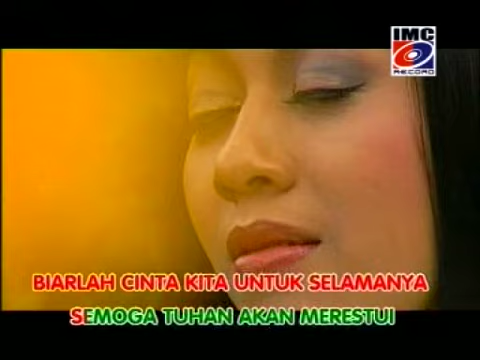 IMC
RECORD
BIARLAH CINTA KITA UNTUK SELAMANYA
SEMOGA TUHAN AKAN MERESTUI